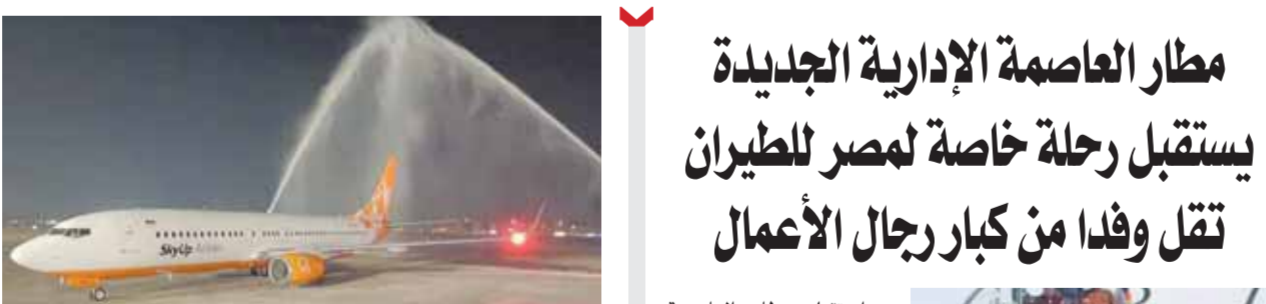 مطار العاصمة الإدارية الجديدة
يستقبل رحلة خاصة لمصر للطيران
تقل وفدا من كبار رجال الأعمال
SkyUp